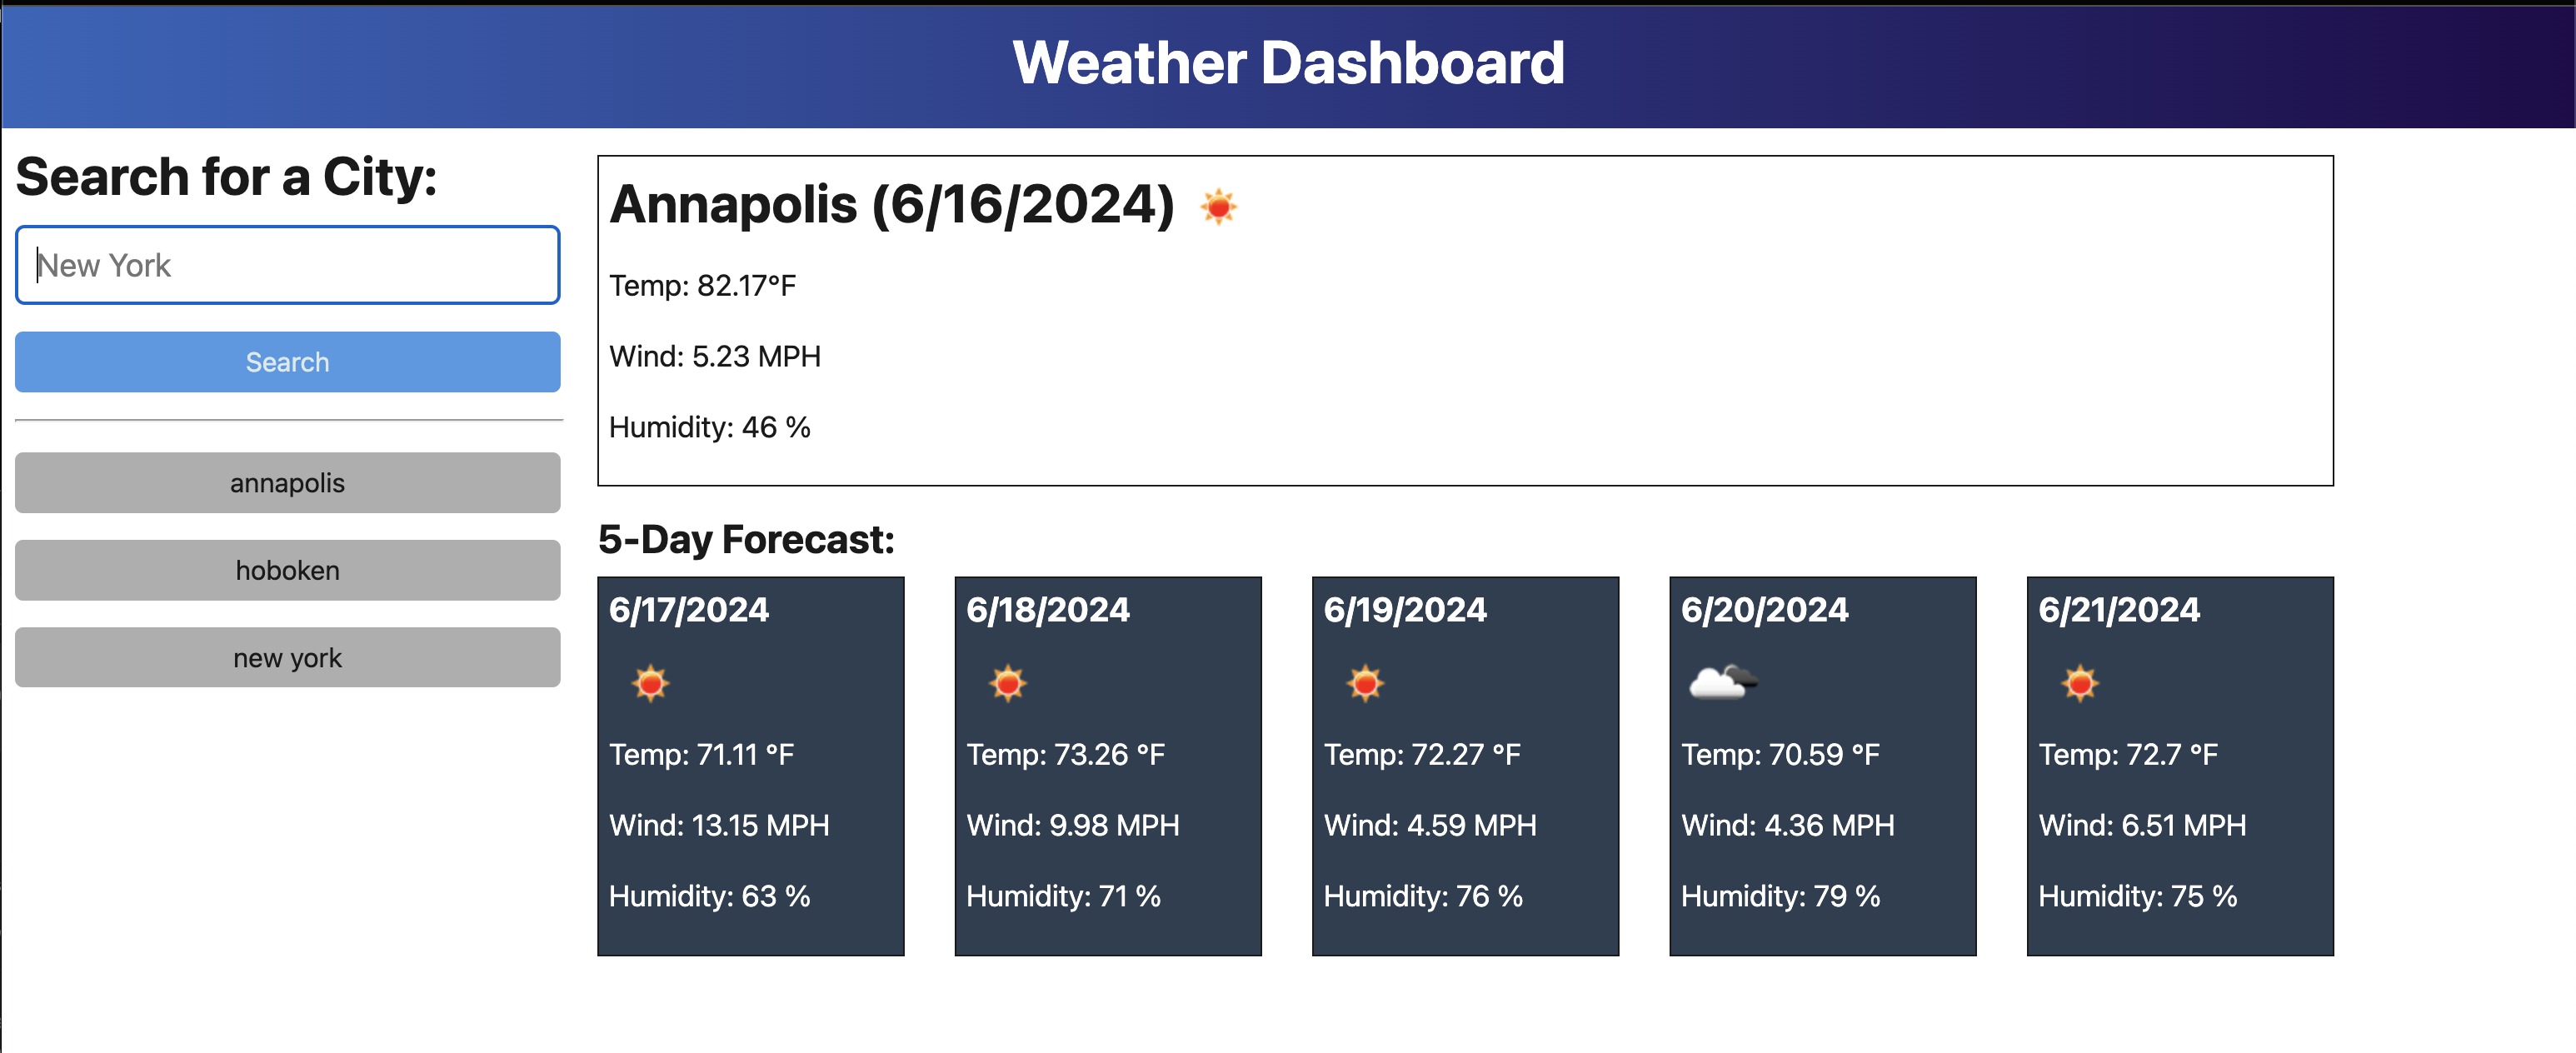 Weather Dashboard
Search for a City:
New York
Search
annapolis
hoboken
new york
Annapolis (6/16/2024)
Temp: 82.17°F
Wind: 5.23 MPH
Humidity: 46 %
5-Day Forecast:
6/17/2024
Temp: 71.11 °F
Wind: 13.15 MPH
Humidity: 63 %
6/18/2024
Temp: 73.26 °F
Wind: 9.98 MPH
Humidity: 71 %
6/19/2024
Temp: 72.27 °F
Wind: 4.59 MPH
Humidity: 76 %
6/20/2024
Temp: 70.59 °F
Wind: 4.36 MPH
Humidity: 79 %
6/21/2024
Temp: 72.7 °F
Wind: 6.51 MPH
Humidity: 75 %